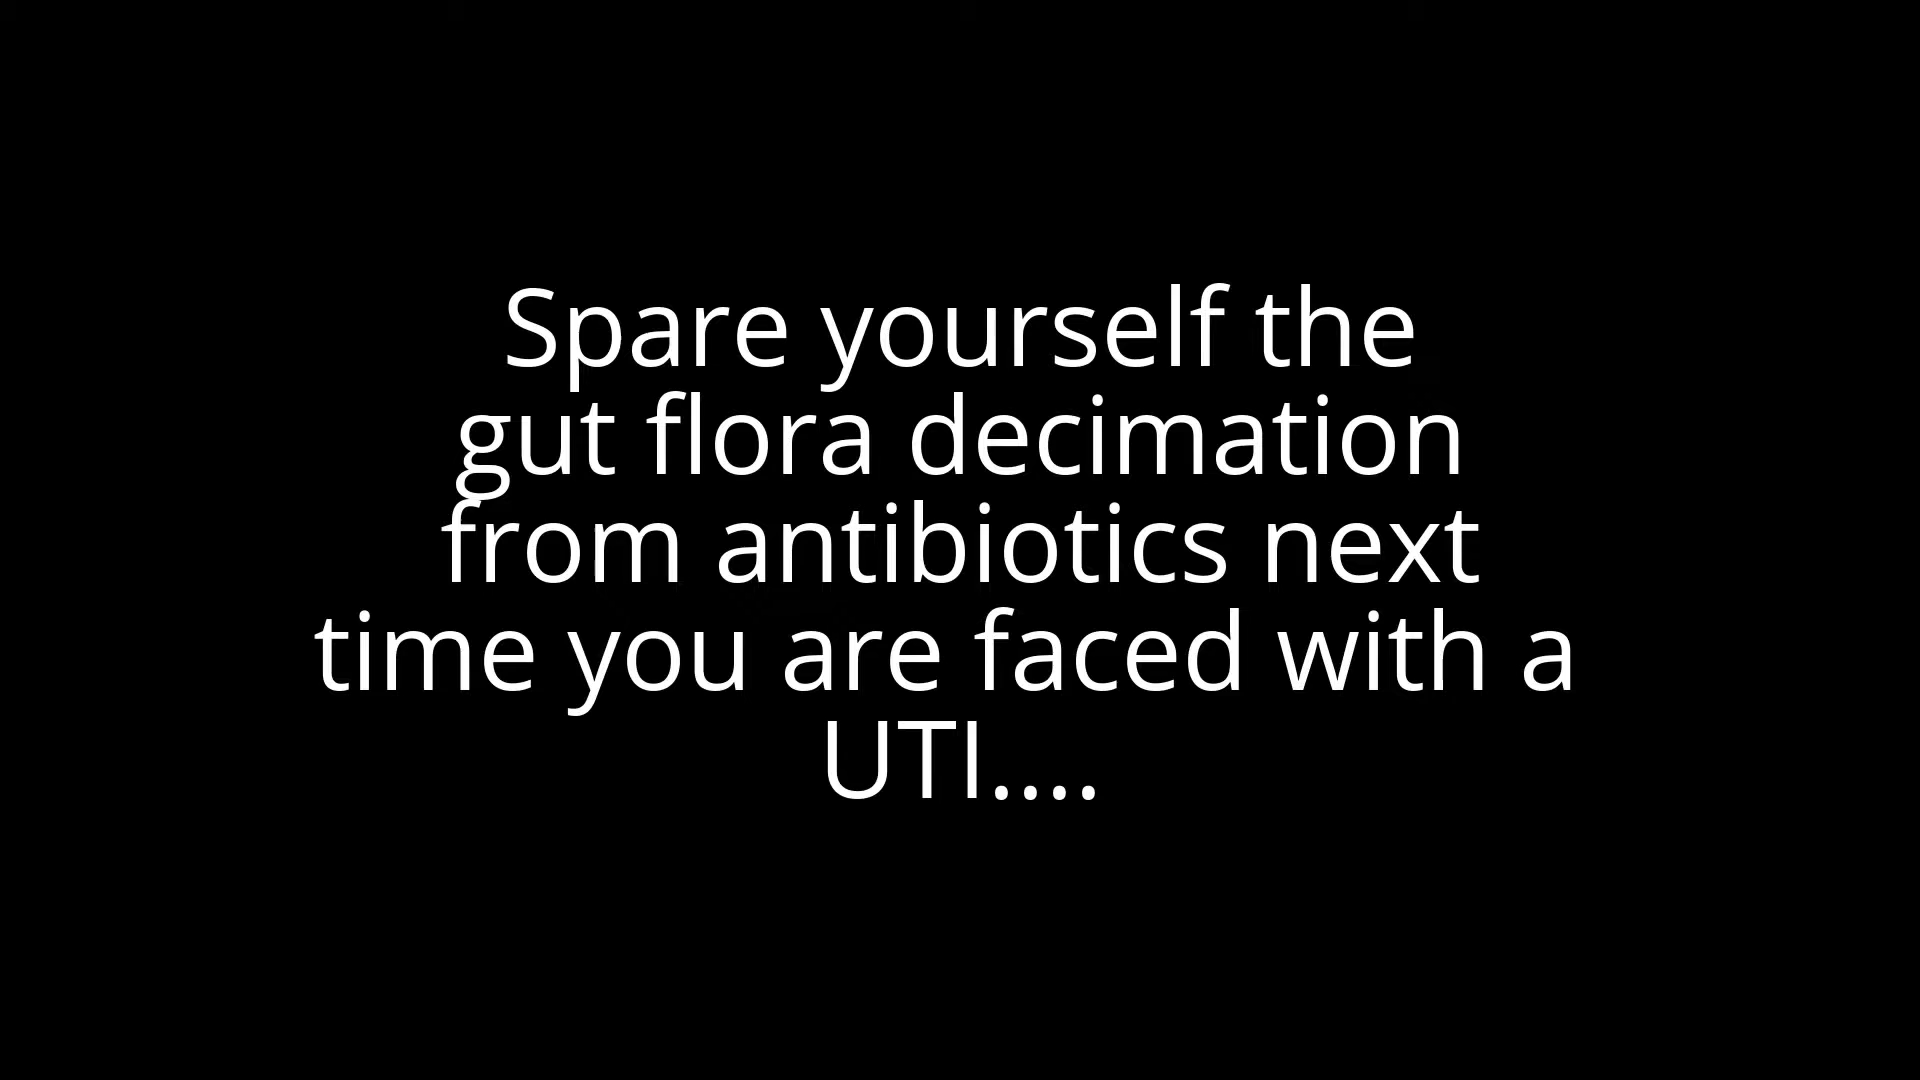 Spare yourself the
gut flora decimation
from antibiotics next
time you are faced with a
UTI....